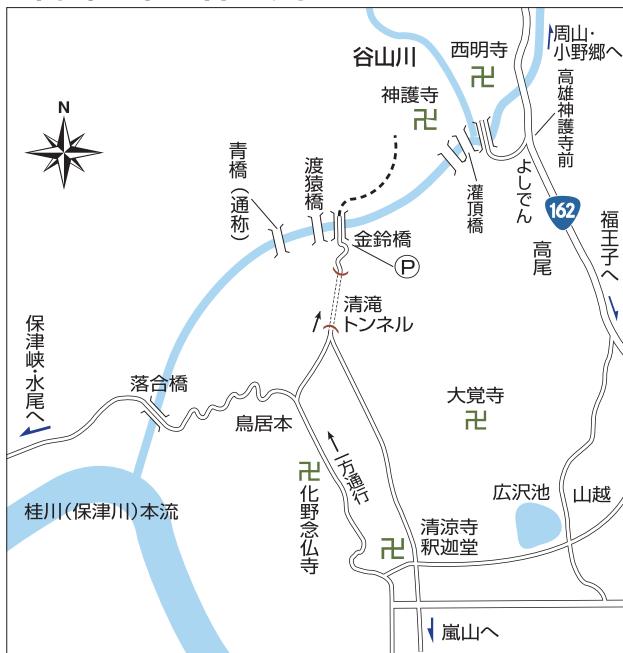 周山・
小野郷へ
西明寺
谷山川
神護寺
高雄神護寺前
N
青橋（通称）
渡猿橋
灌頂橋
よしでん
162
福王子へ
高尾
金鈴橋
P
清滝
トンネル
保津峡・水尾へ
落合橋
鳥居本
大覚寺
一方通行
化野念仏寺
広沢池
山越
桂川（保津川）本流
清涼寺
釈迦堂
嵐山へ